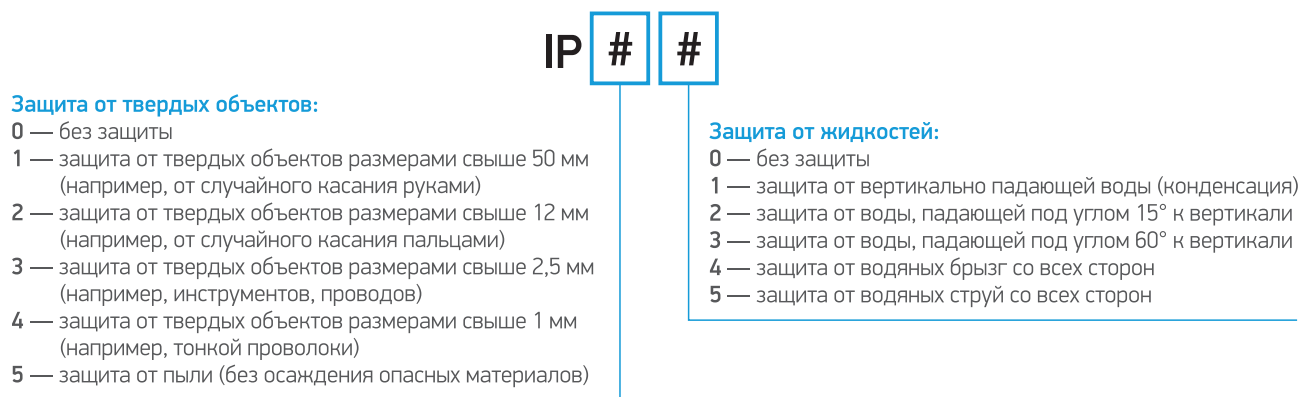 IP # #
Защита от твердых объектов:
0 — без защиты
1 — защита от твердых объектов размерами свыше 50 мм
(например, от случайного касания руками)
2 — защита от твердых объектов размерами свыше 12 мм
(например, от случайного касания пальцами)
3 — защита от твердых объектов размерами свыше 2,5 мм
(например, инструментов, проводов)
4 — защита от твердых объектов размерами свыше 1 мм
(например, тонкой проволоки)
5 — защита от пыли (без осаждения опасных материалов)
Защита от жидкостей:
0 — без защиты
1 — защита от вертикально падающей воды (конденсация)
2 — защита от воды, падающей под углом 15° к вертикали
3 — защита от воды, падающей под углом 60° к вертикали
4 — защита от водяных брызг со всех сторон
5 — защита от водяных струй со всех сторон